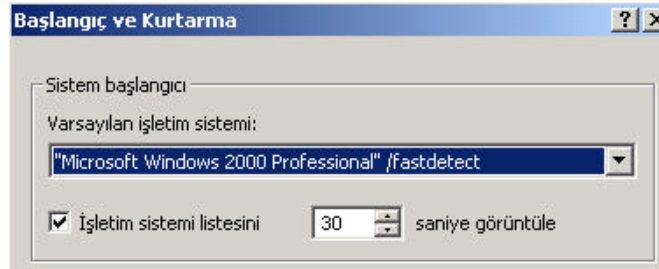 Başlangıç ve Kurtarma
Sistem başlangıcı
Varsayılan işletim sistemi:
"Microsoft Windows 2000 Professional" /fastdetect
İşletim sistemi listesini 30 saniye görüntüle